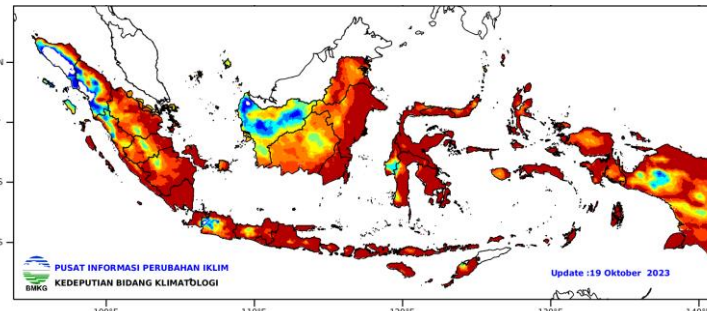 PUSAT INFORMASI PERUBAHAN IKLIM
KEDEPUTIAN BIDANG KLIMATOLOGI
BMKG
Update :19 Oktober 2023